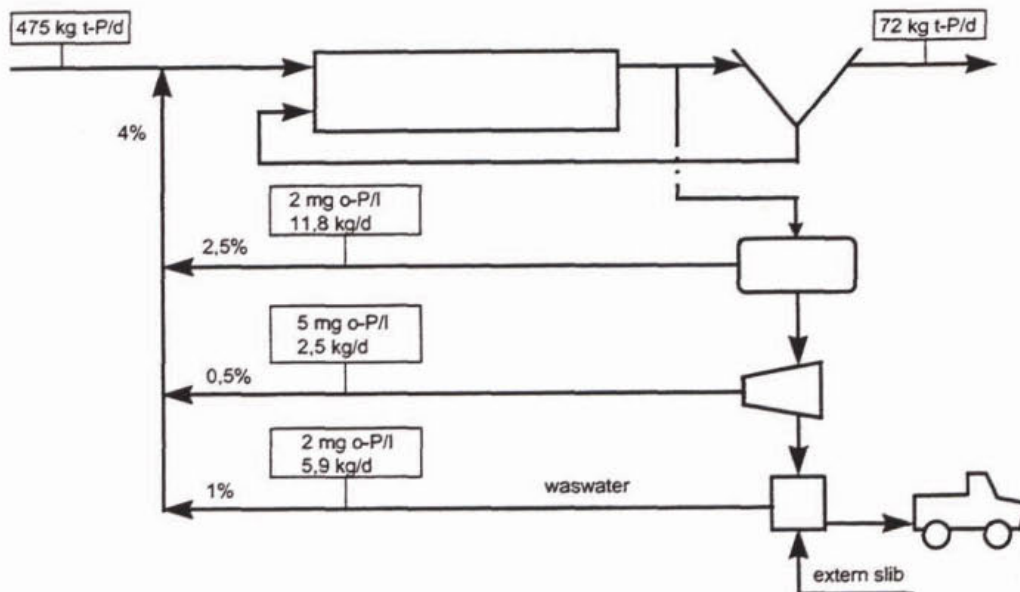 475 kg t-P/d
72 kg t-P/d
4%
2 mg o-P/l
11,8 kg/d
2,5%
5 mg o-P/l
2,5 kg/d
0,5%
2 mg o-P/l
5,9 kg/d
1%
waswater
extern slib